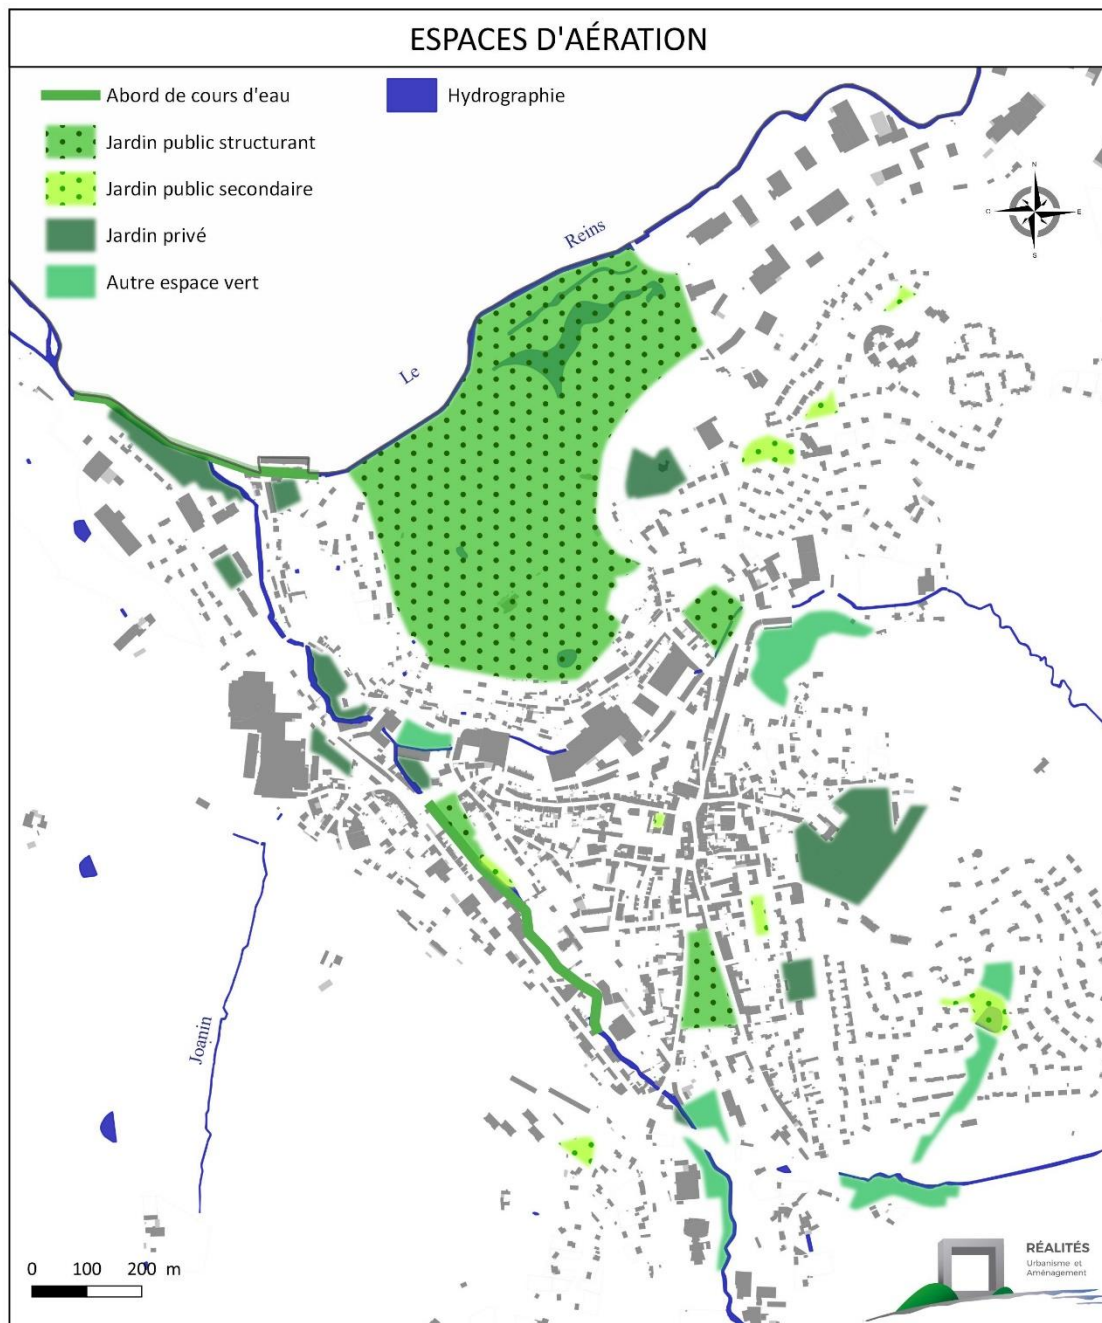 ESPACES D'AÉRATION
Abord de cours d'eau
Hydrographie
Jardin public structurant
Jardin public secondaire
Jardin privé
Autre espace vert
N
O
E
S
Reins
Le
Joanin
0 100 200 m
RÉALITÉS
Urbanisme et
Aménagement